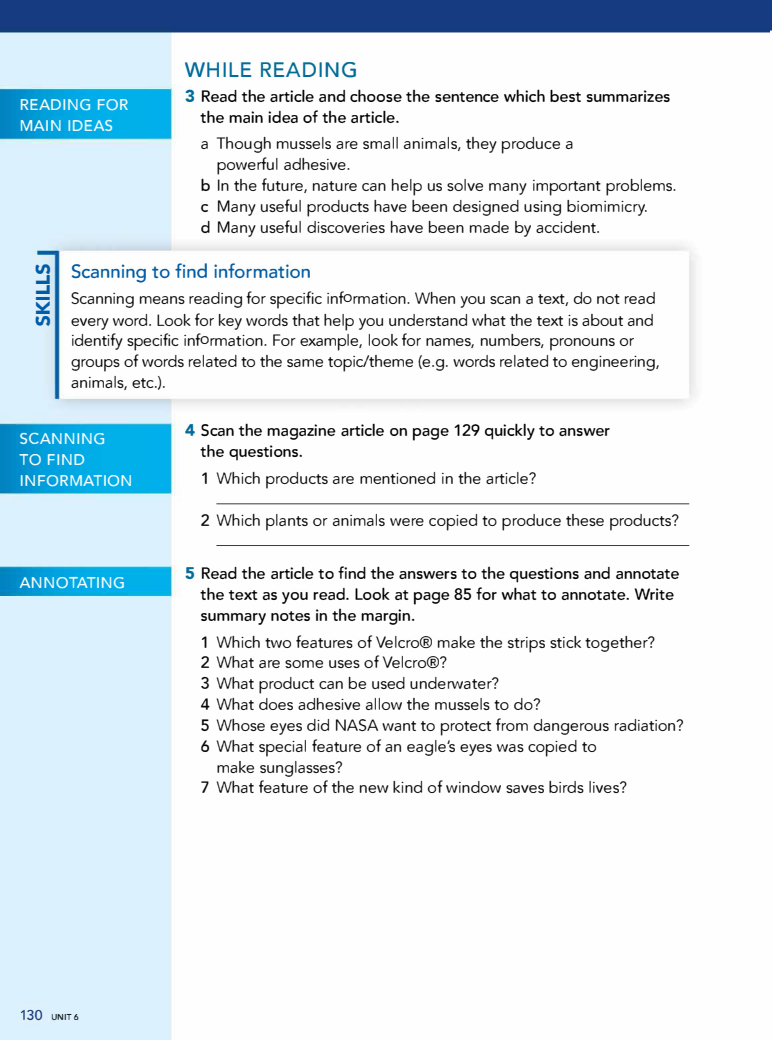 WHILE READING
READING FOR
MAIN IDEAS
3 Read the article and choose the sentence which best summarizes
the main idea of the article.
a Though mussels are small animals, they produce a
powerful adhesive.
b In the future, nature can help us solve many important problems.
c Many useful products have been designed using biomimicry.
d Many useful discoveries have been made by accident.
SKILLS
Scanning to find information
Scanning means reading for specific information. When you scan a text, do not read
every word. Look for key words that help you understand what the text is about and
identify specific information. For example, look for names, numbers, pronouns or
groups of words related to the same topic/theme (e.g. words related to engineering,
animals, etc.).
SCANNING
TO FIND
INFORMATION
4 Scan the magazine article on page 129 quickly to answer
the questions.
1 Which products are mentioned in the article?
2 Which plants or animals were copied to produce these products?
ANNOTATING
5 Read the article to find the answers to the questions and annotate
the text as you read. Look at page 85 for what to annotate. Write
summary notes in the margin.
1 Which two features of Velcro® make the strips stick together?
2 What are some uses of Velcro®?
3 What product can be used underwater?
4 What does adhesive allow the mussels to do?
5 Whose eyes did NASA want to protect from dangerous radiation?
6 What special feature of an eagle's eyes was copied to
make sunglasses?
7 What feature of the new kind of window saves birds lives?
130 UNIT 6